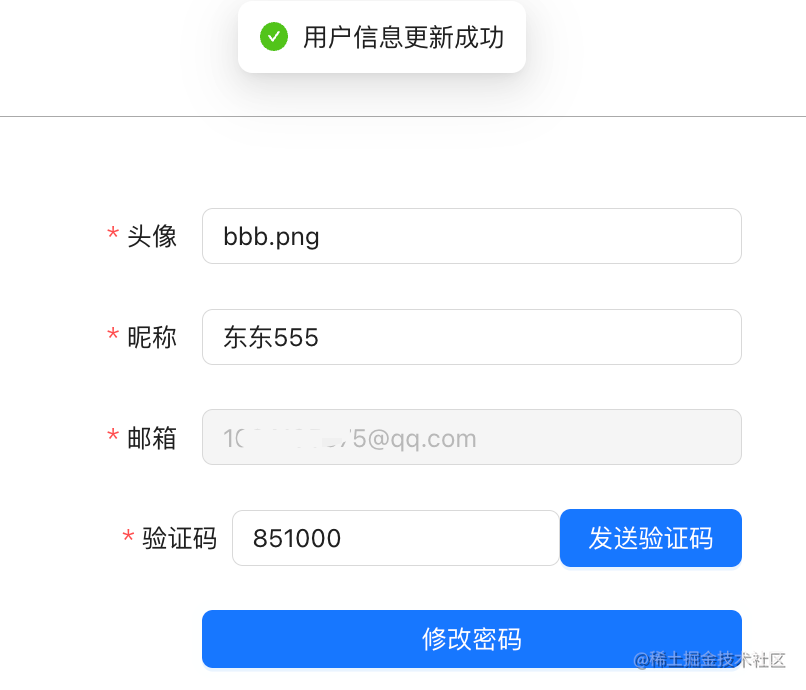 用户信息更新成功
* 头像 bbb.png
* 昵称 东东555
* 邮箱 5@qq.com
* 验证码 851000 发送验证码
修改密码
@稀土掘金技术社区